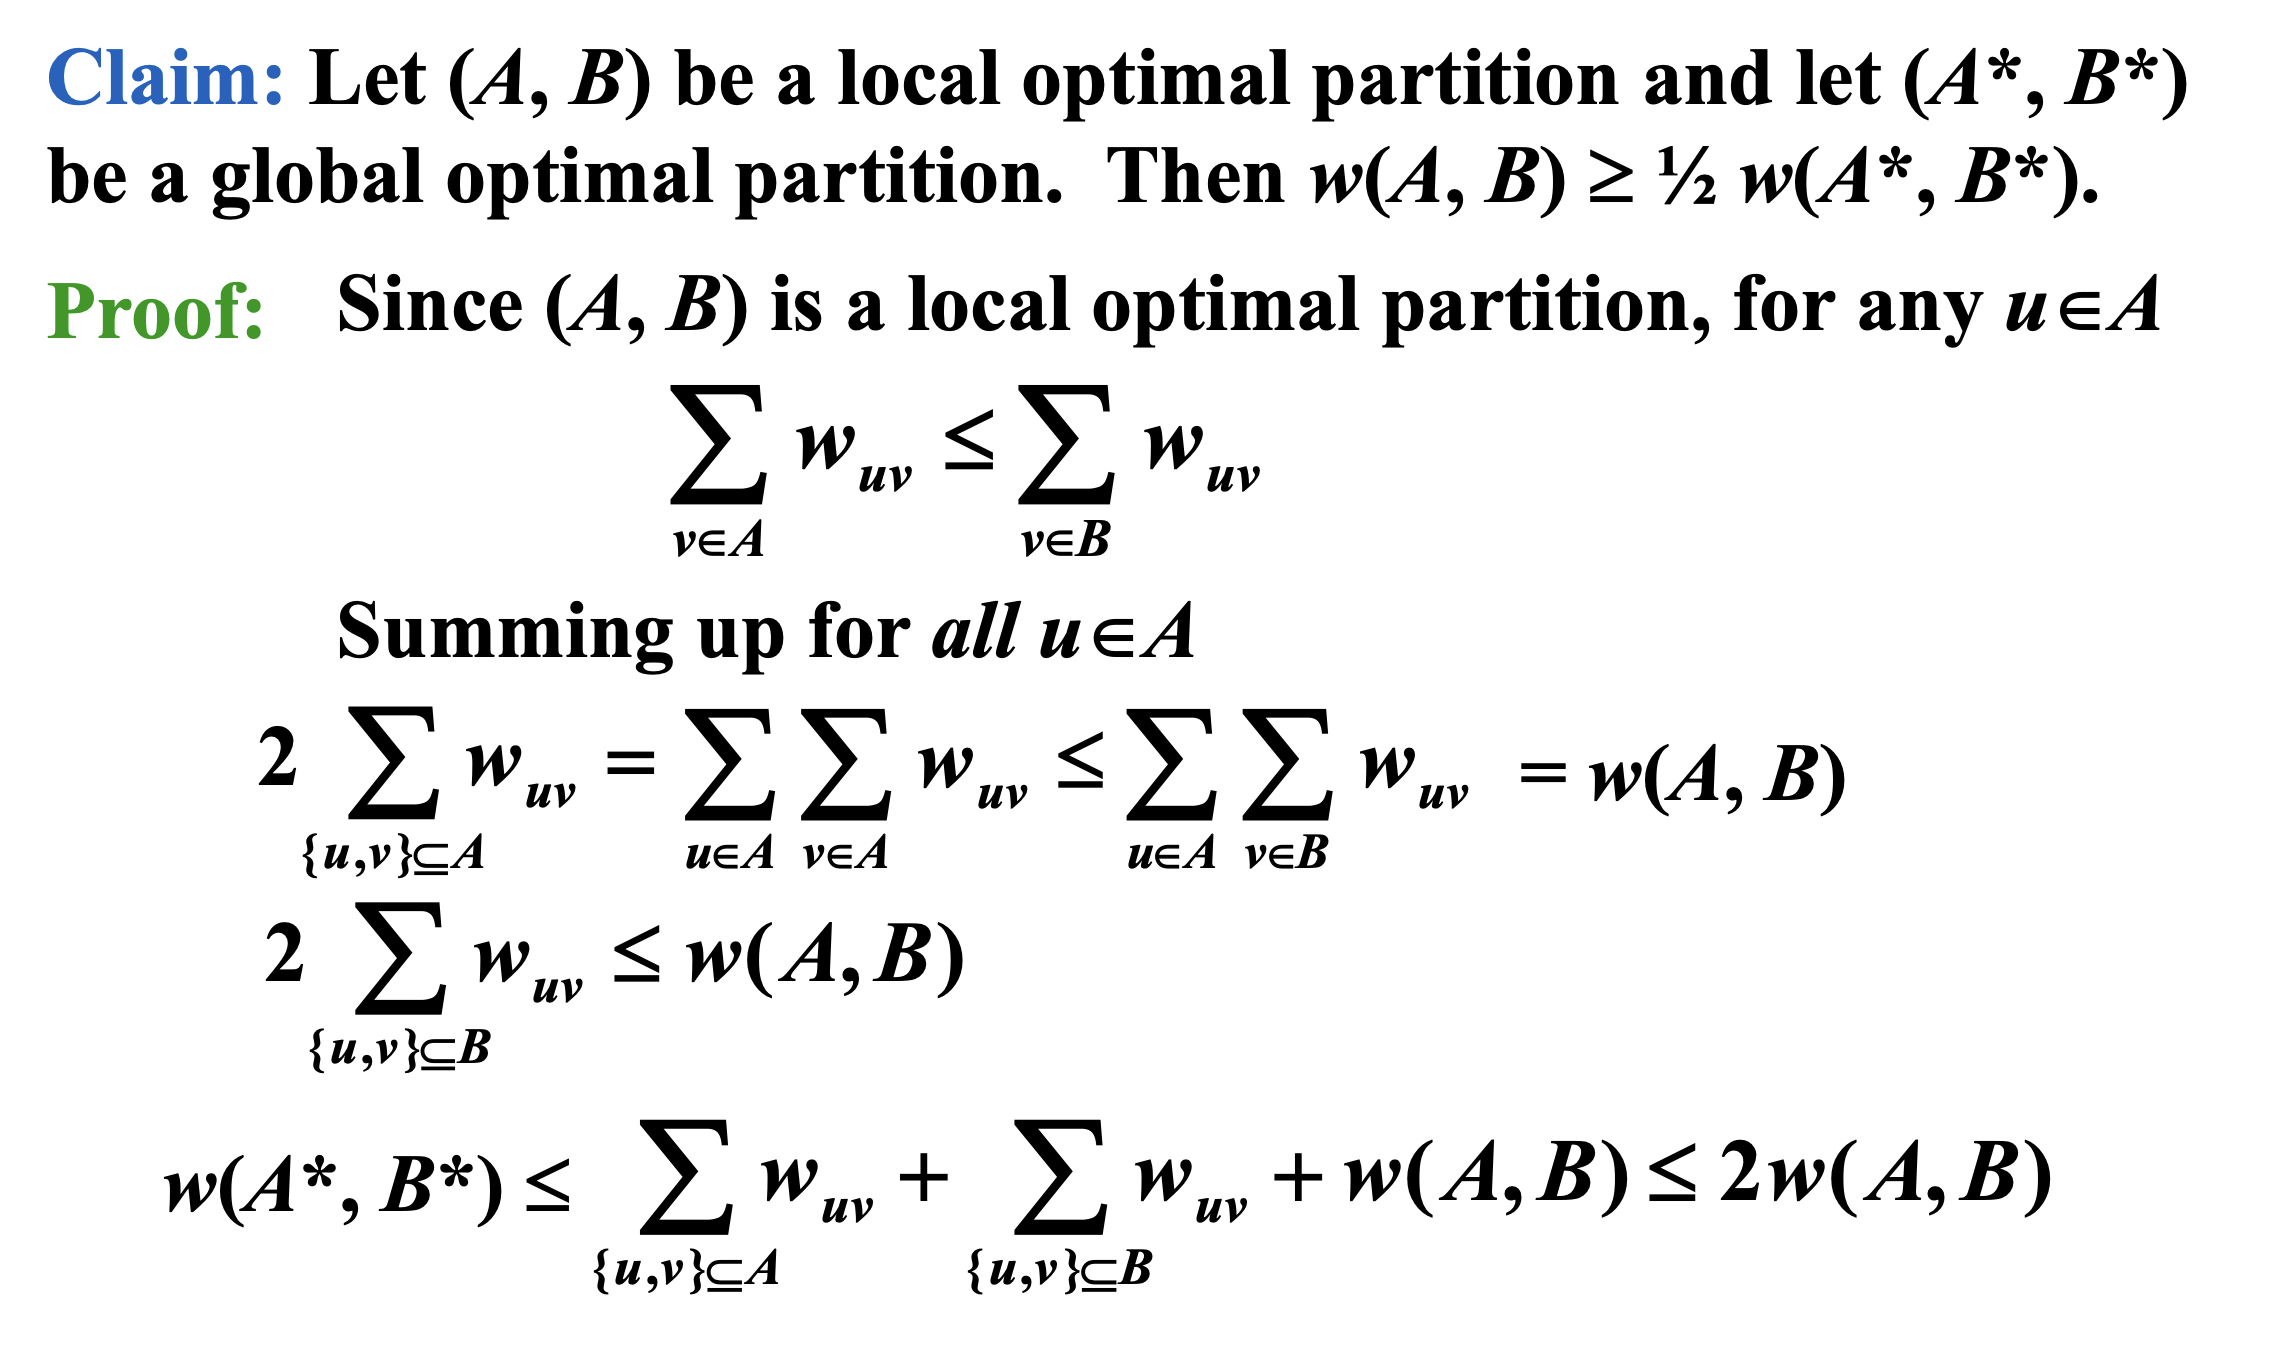 Claim: Let (A, B) be a local optimal partition and let (A*, B*)
be a global optimal partition. Then w(A, B) ≥ ½ w(A*, B*).
Proof: Since (A, B) is a local optimal partition, for any u∈A
∑_{v∈A} w_{uv} ≤ ∑_{v∈B} w_{uv}
Summing up for all u∈A
2 ∑_{{u,v}⊆A} w_{uv} = ∑_{u∈A} ∑_{v∈A} w_{uv} ≤ ∑_{u∈A} ∑_{v∈B} w_{uv} = w(A, B)
2 ∑_{{u,v}⊆B} w_{uv} ≤ w(A, B)
w(A*, B*) ≤ ∑_{{u,v}⊆A} w_{uv} + ∑_{{u,v}⊆B} w_{uv} + w(A, B) ≤ 2w(A, B)